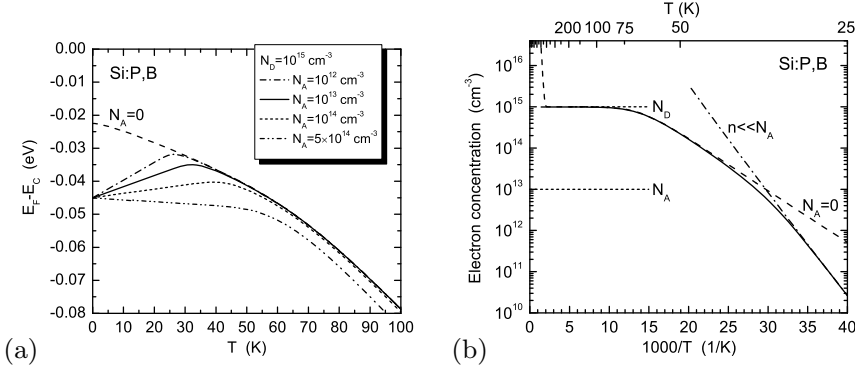 0.00
-0.01
-0.02
-0.03
-0.04
-0.05
-0.06
-0.07
-0.08
E_F-E_C (eV)
Si:P,B
N_A=0
N_D=10^15 cm^-3
N_A=10^12 cm^-3
N_A=10^13 cm^-3
N_A=10^14 cm^-3
N_A=5×10^14 cm^-3
0 10 20 30 40 50 60 70 80 90 100
T (K)
(a)
T (K)
200 100 75 50 25
10^16
10^15
10^14
10^13
10^12
10^11
10^10
Electron concentration (cm^-3)
Si:P,B
N_D
n<<N_A
N_A
N_A=0
0 5 10 15 20 25 30 35 40
1000/T (1/K)
(b)